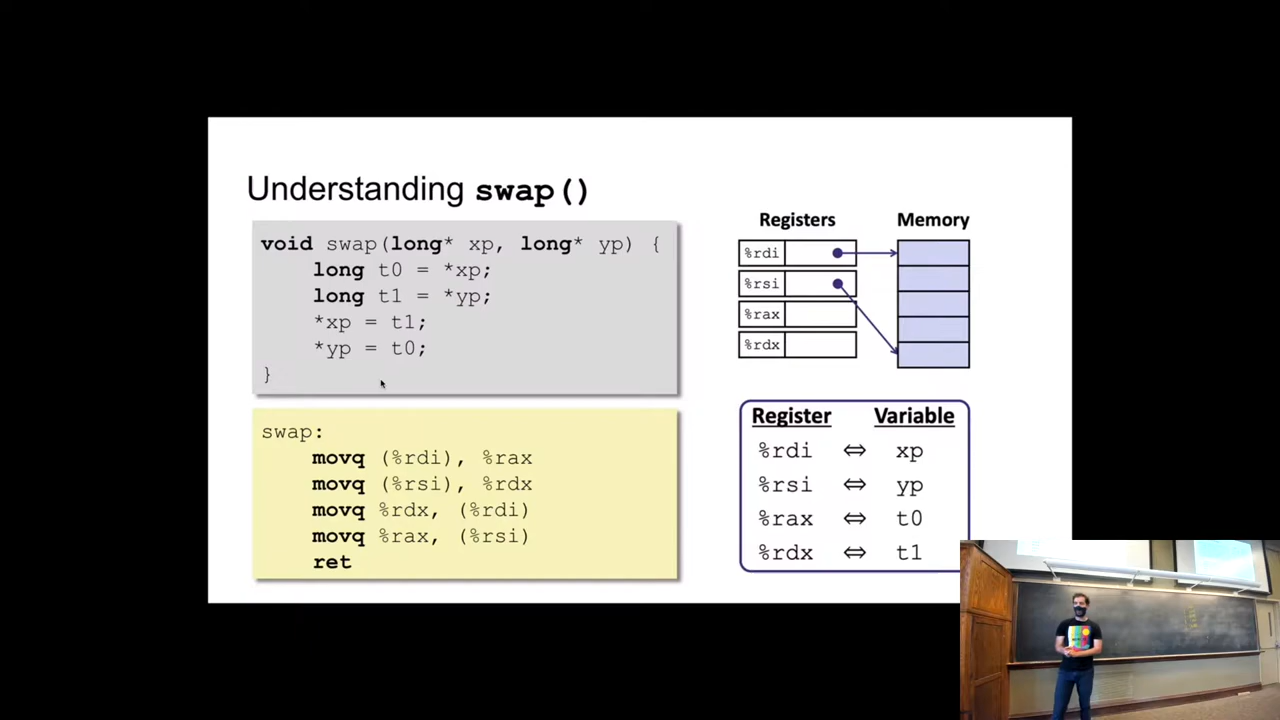 Understanding swap()
void swap(long* xp, long* yp) {
    long t0 = *xp;
    long t1 = *yp;
    *xp = t1;
    *yp = t0;
}
swap:
    movq (%rdi), %rax
    movq (%rsi), %rdx
    movq %rdx, (%rdi)
    movq %rax, (%rsi)
    ret
Registers Memory
%rdi
%rsi
%rax
%rdx
Register Variable
%rdi ⇔ xp
%rsi ⇔ yp
%rax ⇔ t0
%rdx ⇔ t1